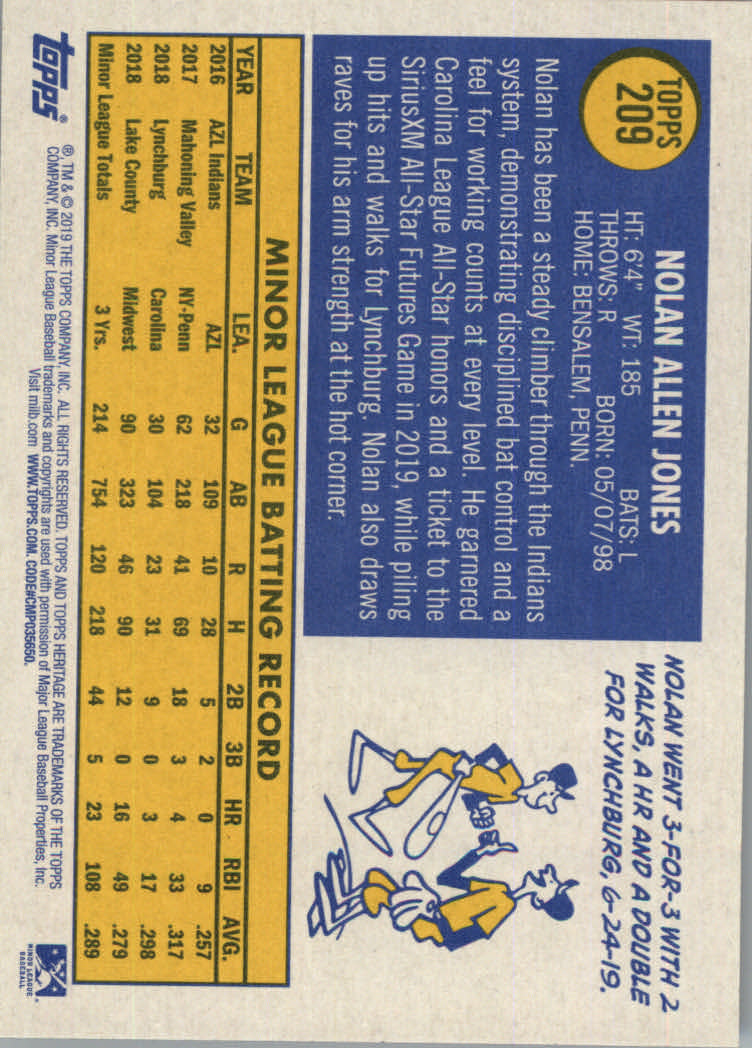 TOPPS
209
NOLAN ALLEN JONES
HT: 6'4" WT: 185 BATS: L
THROWS: R BORN: 05/07/98
HOME: BENSALEM, PENN.
Nolan has been a steady climber through the Indians
system, demonstrating disciplined bat control and a
feel for working counts at every level. He garnered
Carolina League All-Star honors and a ticket to the
SiriusXM All-Star Futures Game in 2019, while piling
up hits and walks for Lynchburg. Nolan also draws
raves for his arm strength at the hot corner.
NOLAN WENT 3-FOR-3 WITH 2
WALKS, A HR AND A DOUBLE
FOR LYNCHBURG, 6-24-19.
MINOR LEAGUE BATTING RECORD
YEAR TEAM LEA. G AB R H 2B 3B HR RBI AVG.
2016 AZL Indians AZL 32 109 10 28 5 2 0 9 .257
2017 Mahoning Valley NY-Penn 62 218 41 69 18 3 4 33 .317
2018 Lynchburg Carolina 30 104 23 31 9 0 3 17 .298
2018 Lake County Midwest 90 323 46 90 12 0 16 49 .279
Minor League Totals 3 Yrs. 214 754 120 218 44 5 23 108 .289
topps®
®, TM & © 2019 THE TOPPS COMPANY, INC. ALL RIGHTS RESERVED. TOPPS AND TOPPS HERITAGE ARE TRADEMARKS OF THE TOPPS
COMPANY, INC. Minor League Baseball trademarks and copyrights are used with permission of Major League Baseball Properties, Inc.
Visit milb.com WWW.TOPPS.COM. CODE#CMP035650.
MINOR LEAGUE
BASEBALL